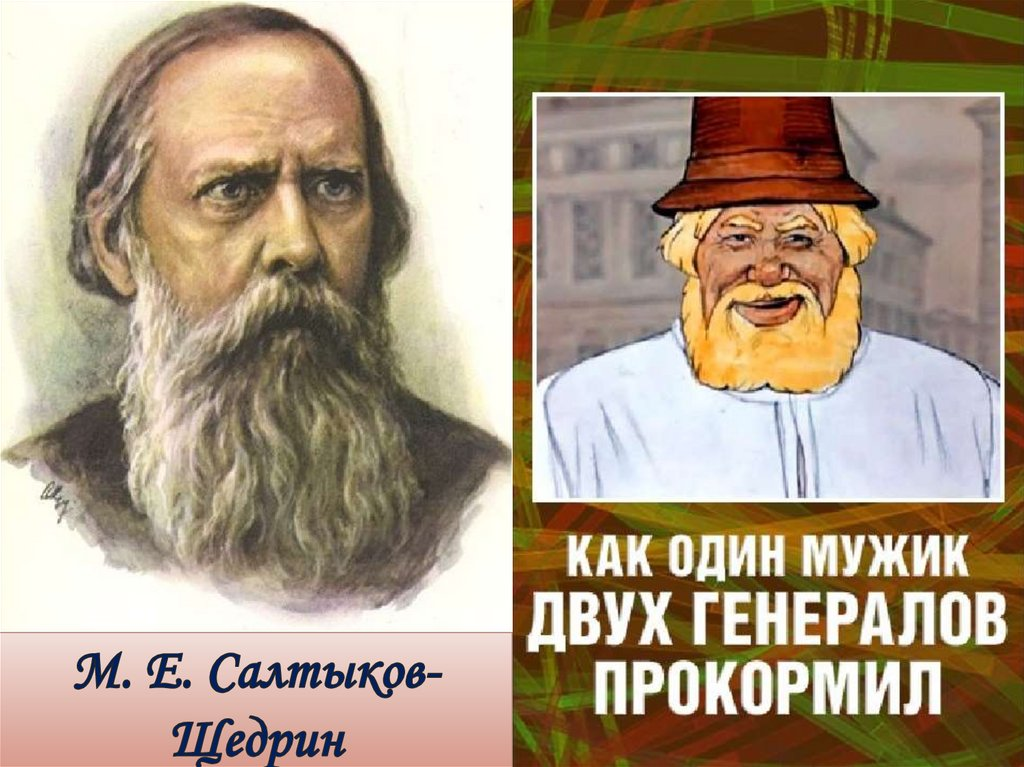 М. Е. Салтыков-
Щедрин
КАК ОДИН МУЖИК
ДВУХ ГЕНЕРАЛОВ
ПРОКОРМИЛ